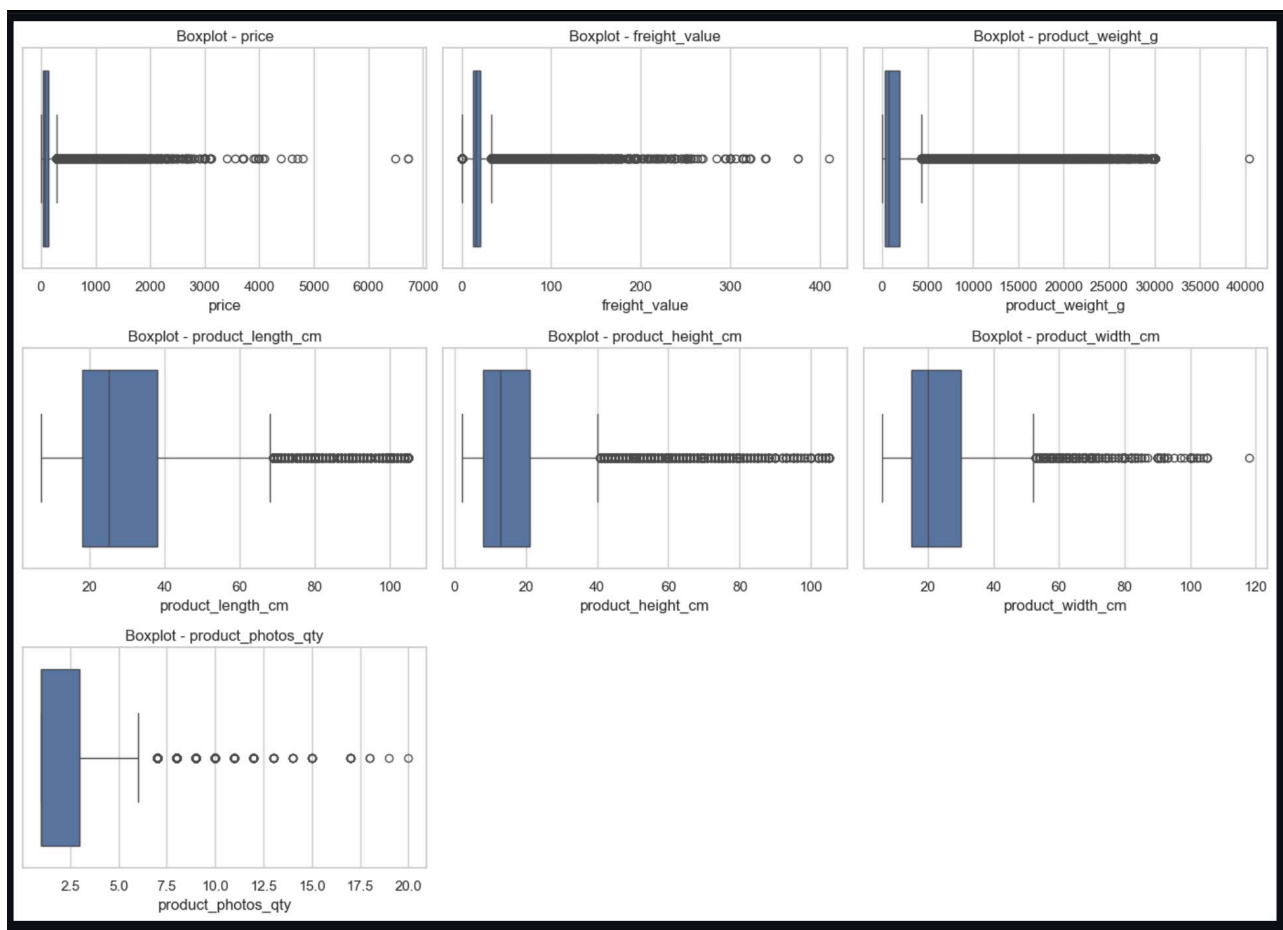 Boxplot - price
Boxplot - freight_value
Boxplot - product_weight_g
0 1000 2000 3000 4000 5000 6000 7000
0 100 200 300 400
0 5000 10000 15000 20000 25000 30000 35000 40000
price
freight_value
product_weight_g
Boxplot - product_length_cm
Boxplot - product_height_cm
Boxplot - product_width_cm
20 40 60 80 100
0 20 40 60 80 100
20 40 60 80 100 120
product_length_cm
product_height_cm
product_width_cm
Boxplot - product_photos_qty
2.5 5.0 7.5 10.0 12.5 15.0 17.5 20.0
product_photos_qty